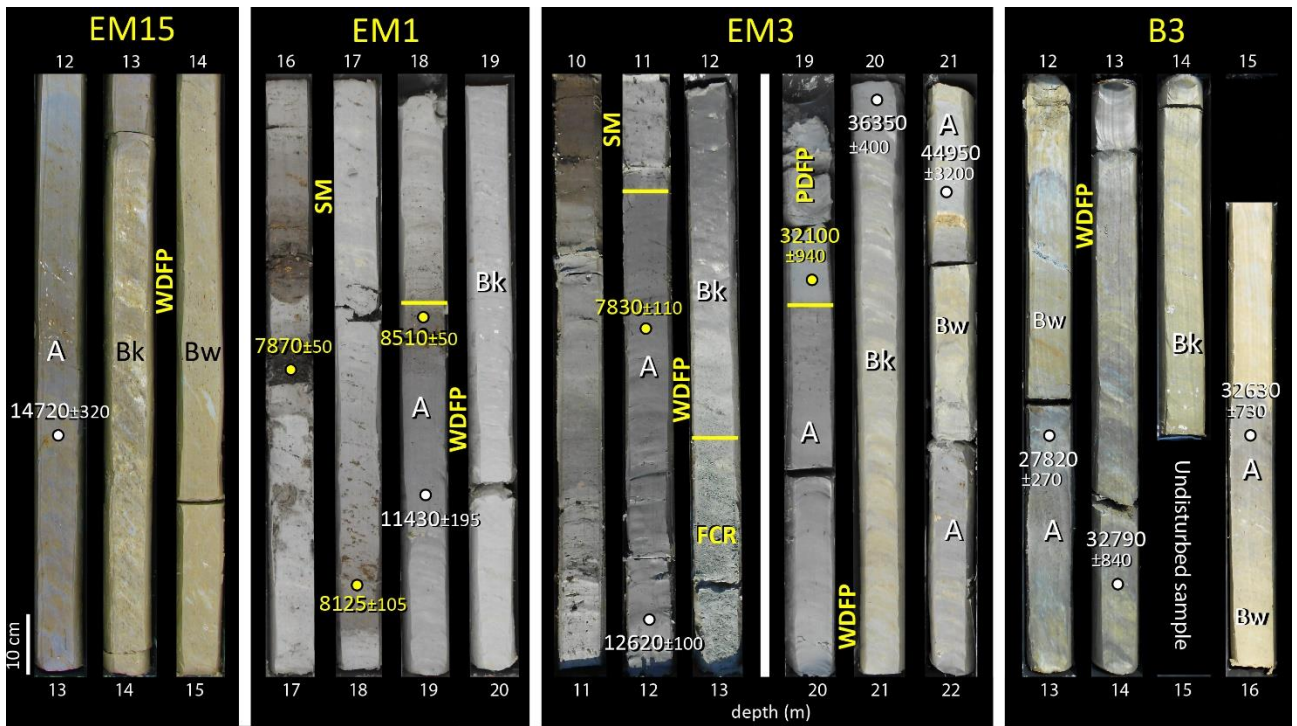 EM15
12 13 14
A
14720±320
Bk
WDFP
Bw
10 cm
13 14 15
EM1
16 17 18 19
SM
7870±50
8125±105
8510±50
A
11430±195
WDFP
Bk
17 18 19 20
EM3
10 11 12 19 20 21
SM
7830±110
A
12620±100
WDFP
Bk
FCR
PDFP
32100
±940
A
WDFP
36350
±400
Bk
A
44950
±3200
Bw
A
11 12 13 20 21 22
depth (m)
B3
12 13 14 15
WDFP
Bw
27820
±270
A
32790
±840
Bk
Undisturbed sample
32630
±730
A
Bw
13 14 15 16